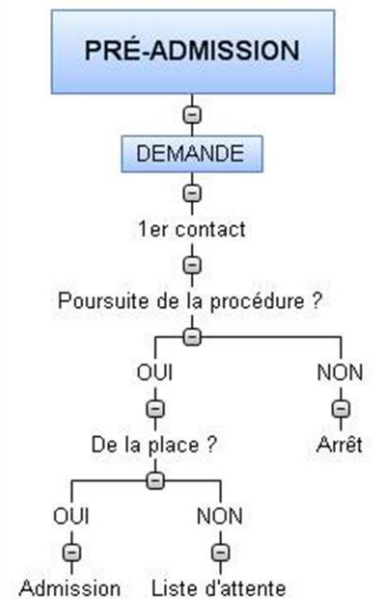 PRÉ-ADMISSION
DEMANDE
1er contact
Poursuite de la procédure ?
OUI
NON
De la place ?
Arrêt
OUI
NON
Admission
Liste d'attente